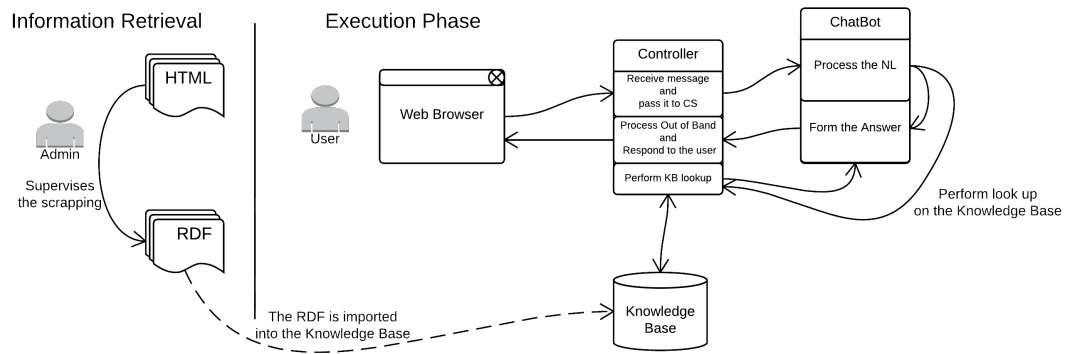 Information Retrieval
HTML
Admin
Supervises
the scrapping
RDF
The RDF is imported
into the Knowledge Base
Execution Phase
User
Web Browser
Controller
Receive message
and
pass it to CS
Process Out of Band
and
Respond to the user
Perform KB lookup
ChatBot
Process the NL
Form the Answer
Perform look up
on the Knowledge Base
Knowledge
Base